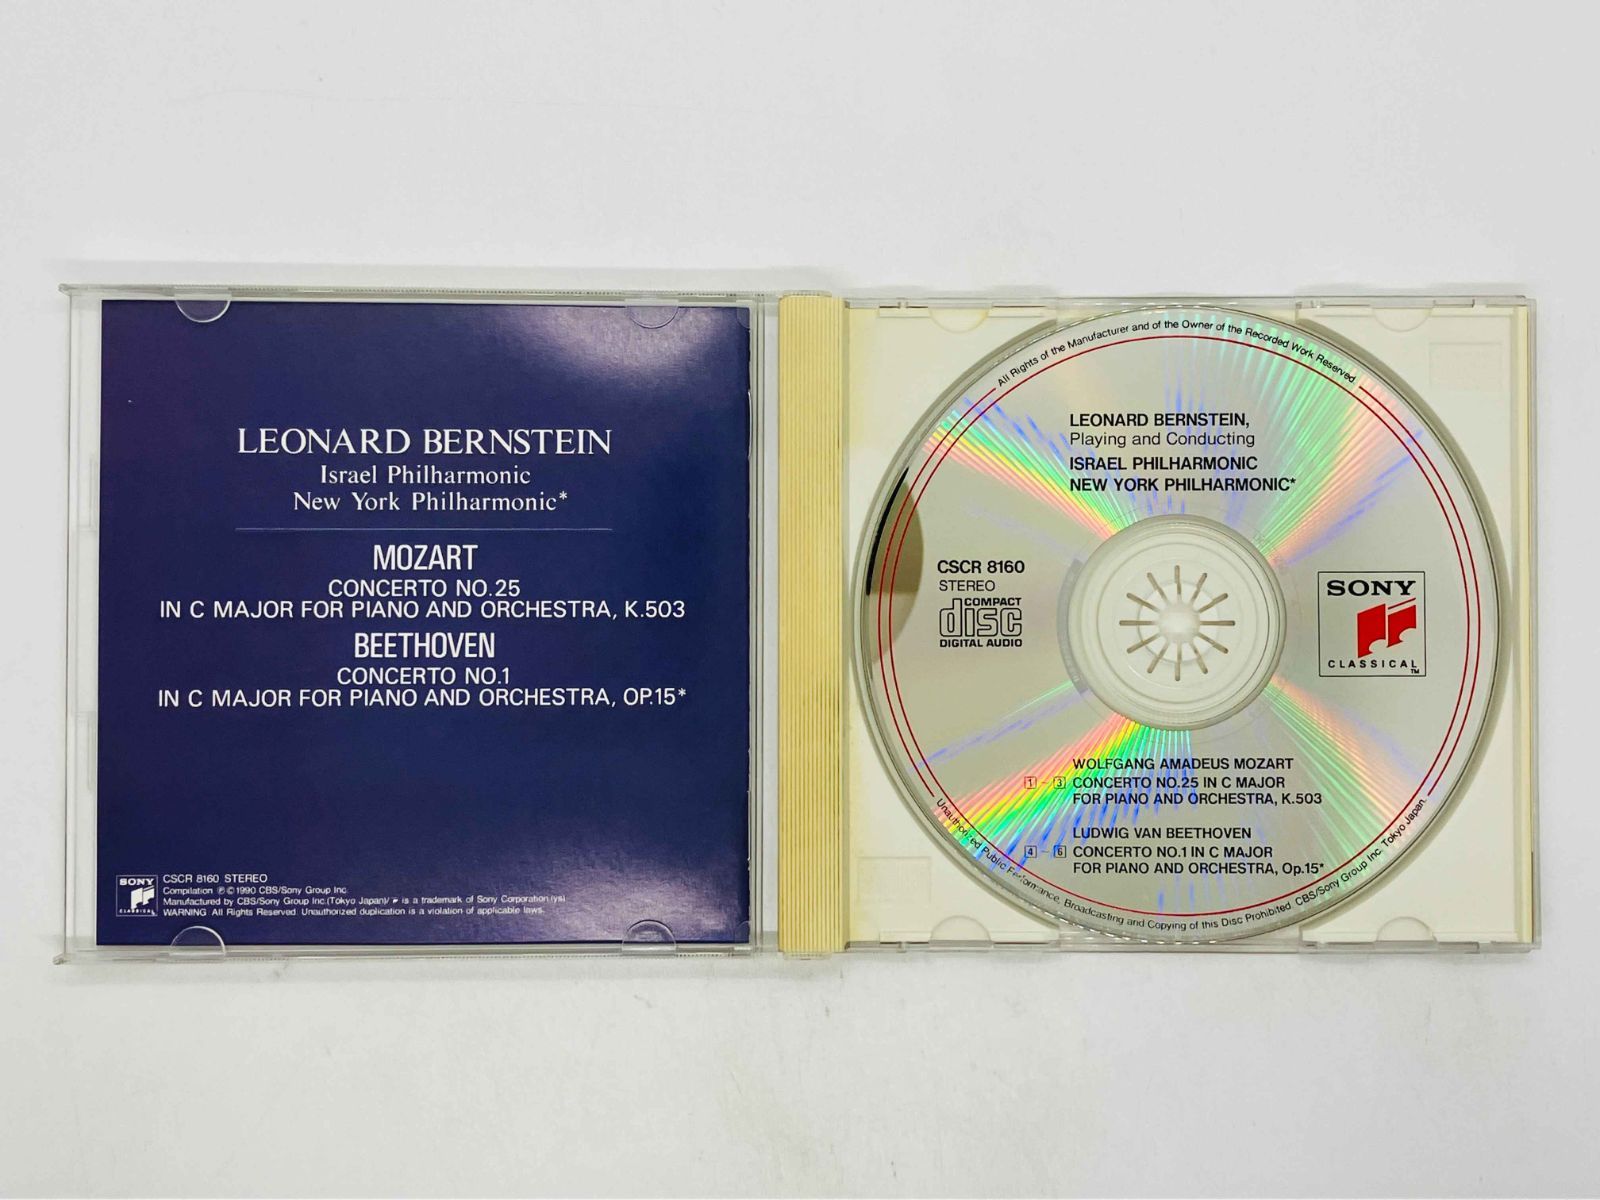 LEONARD BERNSTEIN
Israel Philharmonic
New York Philharmonic*
MOZART
CONCERTO NO.25
IN C MAJOR FOR PIANO AND ORCHESTRA, K.503
BEETHOVEN
CONCERTO NO.1
IN C MAJOR FOR PIANO AND ORCHESTRA, OP.15*
SONY
CLASSICAL
CSCR 8160 STEREO
Compilation ℗©1990 CBS/Sony Group Inc.
Manufactured by CBS/Sony Group Inc.(Tokyo Japan)/ is a trademark of Sony Corporation
WARNING All Rights Reserved. Unauthorized duplication is a violation of applicable laws.
All Rights of the Manufacturer and of the Owner of the Recorded Work Reserved.
LEONARD BERNSTEIN,
Playing and Conducting
ISRAEL PHILHARMONIC
NEW YORK PHILHARMONIC*
CSCR 8160
STEREO
COMPACT
disc
DIGITAL AUDIO
SONY
CLASSICAL
TM
WOLFGANG AMADEUS MOZART
1 ~ 3 CONCERTO NO.25 IN C MAJOR
FOR PIANO AND ORCHESTRA, K.503
LUDWIG VAN BEETHOVEN
4 ~ 6 CONCERTO NO.1 IN C MAJOR
FOR PIANO AND ORCHESTRA, Op.15*
Unauthorized Public Performance, Broadcasting and Copying of this Disc Prohibited. CBS/Sony Group Inc. Tokyo Japan.